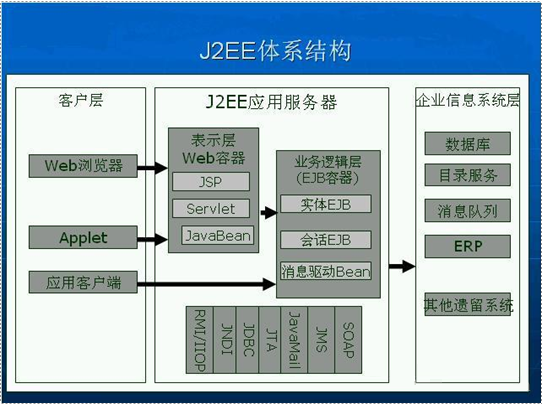 J2EE体系结构
客户层
Web浏览器
Applet
应用客户端
J2EE应用服务器
表示层
Web容器
JSP
Servlet
JavaBean
业务逻辑层
(EJB容器)
实体EJB
会话EJB
消息驱动Bean
RMI/IIOP
JNDI
JDBC
JTA
JavaMail
JMS
SOAP
企业信息系统层
数据库
目录服务
消息队列
ERP
其他遗留系统